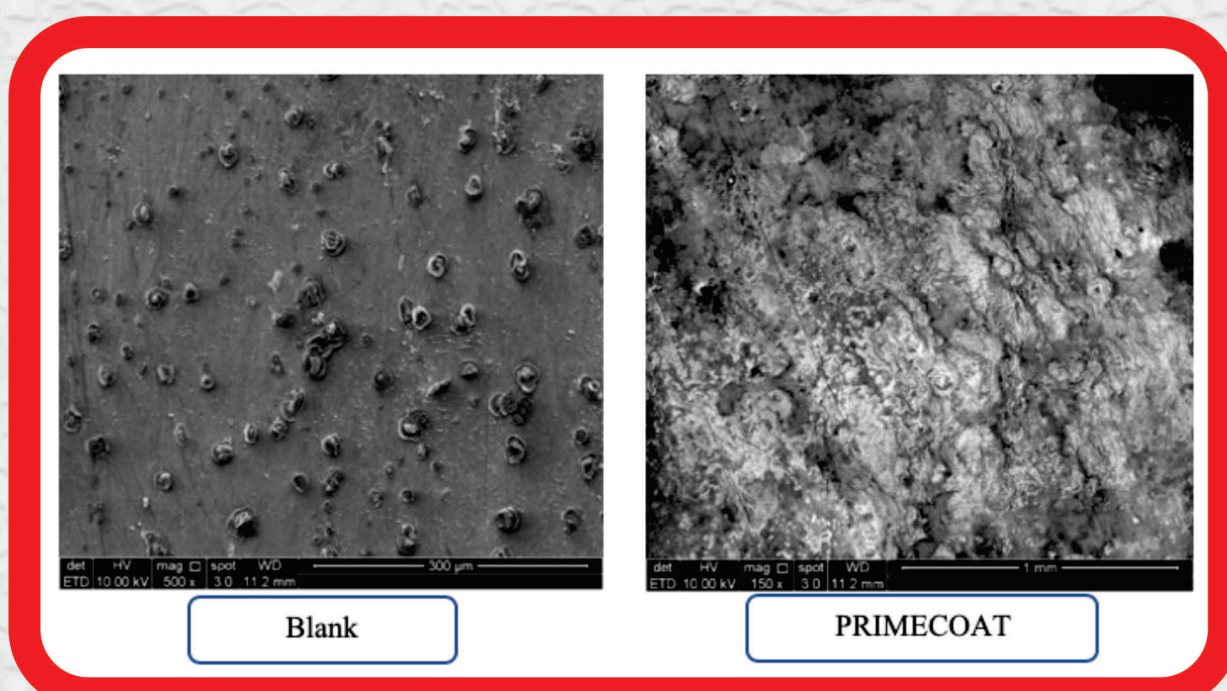 det HV mag □ spot WD 300 µm
ETD 10.00 kV 500 x 3.0 11.2 mm
Blank
det HV mag □ spot WD 1 mm
ETD 10.00 kV 150 x 3.0 11.2 mm
PRIMECOAT